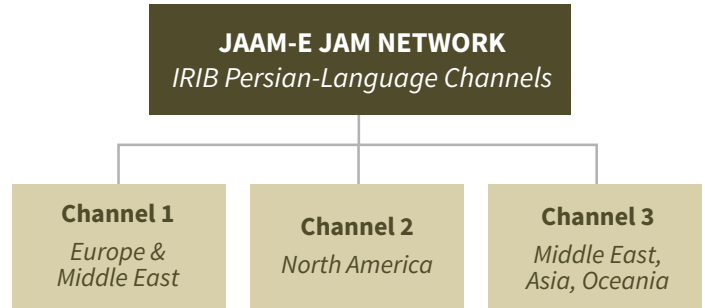 JAAM-E JAM NETWORK
IRIB Persian-Language Channels
Channel 1
Europe &
Middle East
Channel 2
North America
Channel 3
Middle East,
Asia, Oceania